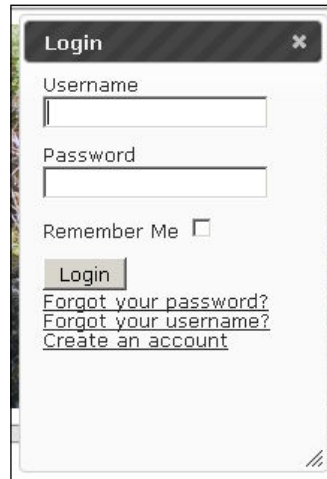 Login
Username
Password
Remember Me
Login
Forgot your password?
Forgot your username?
Create an account